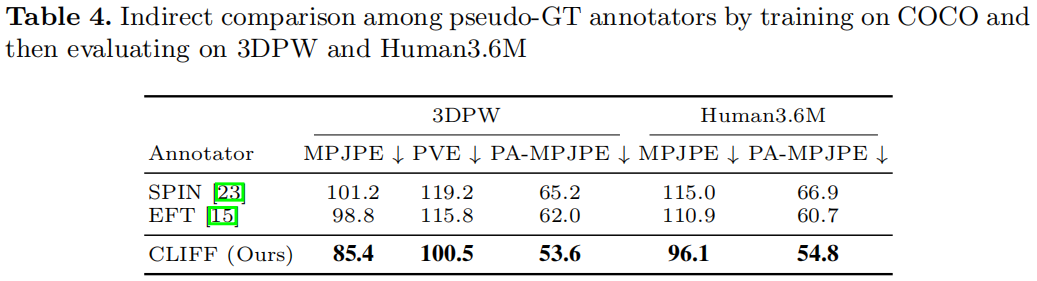 Table 4. Indirect comparison among pseudo-GT annotators by training on COCO and
then evaluating on 3DPW and Human3.6M
3DPW Human3.6M
Annotator MPJPE ↓ PVE ↓ PA-MPJPE ↓ MPJPE ↓ PA-MPJPE ↓
SPIN [23] 101.2 119.2 65.2 115.0 66.9
EFT [15] 98.8 115.8 62.0 110.9 60.7
CLIFF (Ours) 85.4 100.5 53.6 96.1 54.8